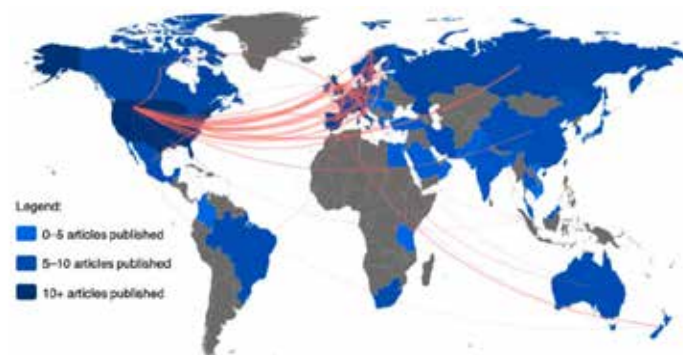 Legend:
0–5 articles published
5–10 articles published
10+ articles published